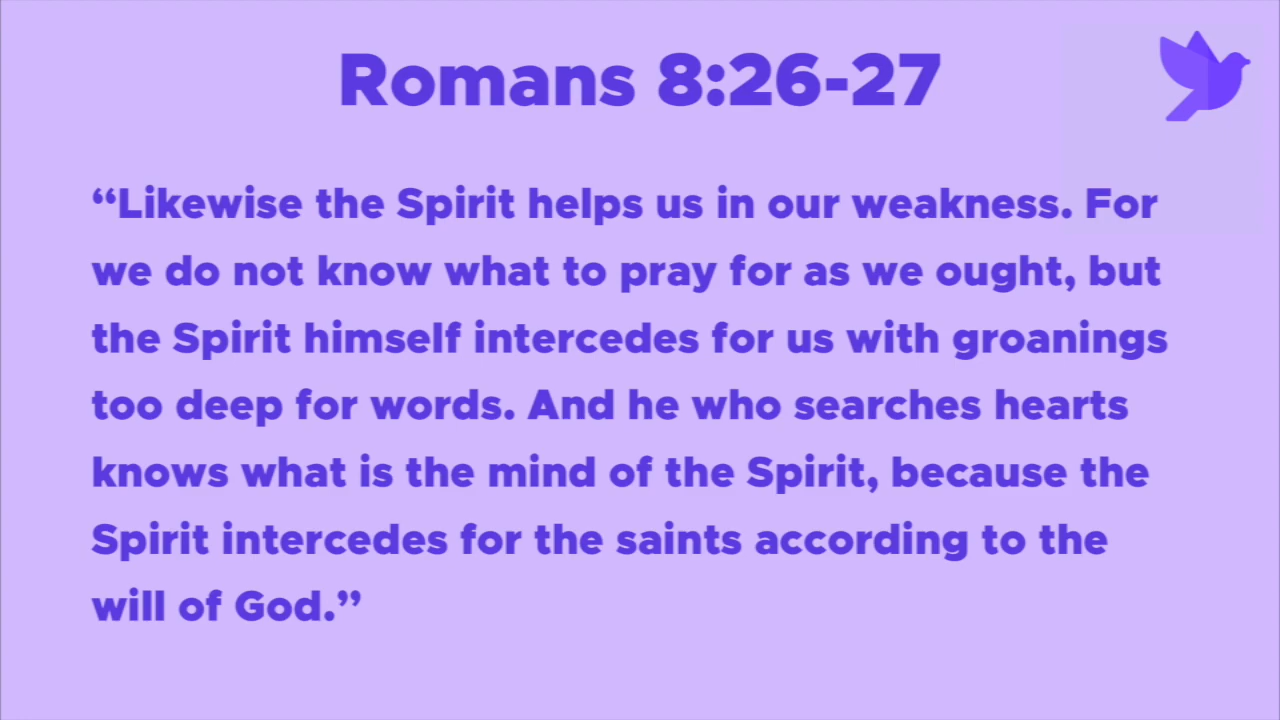 Romans 8:26-27
“Likewise the Spirit helps us in our weakness. For
we do not know what to pray for as we ought, but
the Spirit himself intercedes for us with groanings
too deep for words. And he who searches hearts
knows what is the mind of the Spirit, because the
Spirit intercedes for the saints according to the
will of God.”